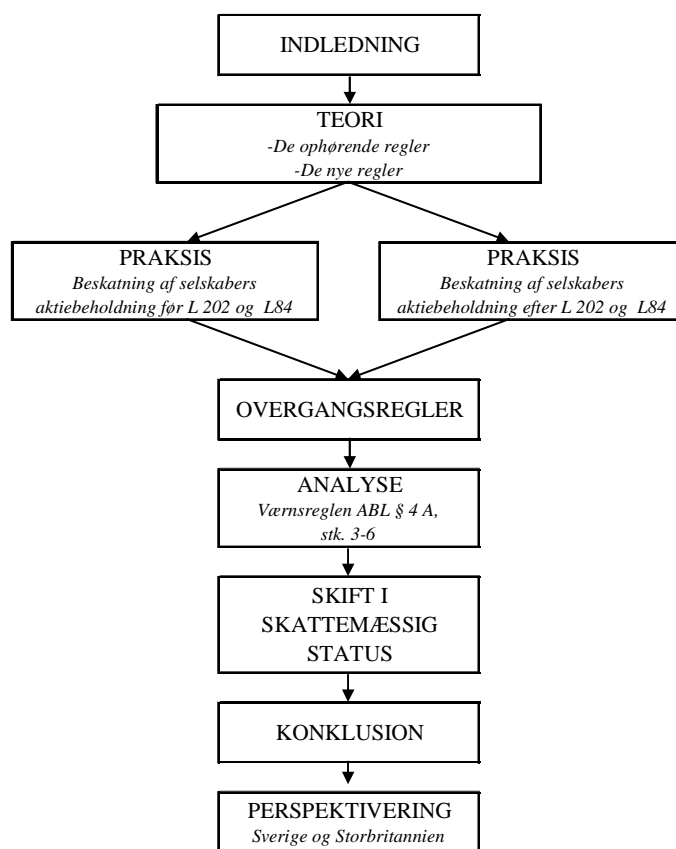 INDLEDNING
TEORI
-De ophørende regler
-De nye regler
PRAKSIS
Beskatning af selskabers
aktiebeholdning før L 202 og L84
PRAKSIS
Beskatning af selskabers
aktiebeholdning efter L 202 og L84
OVERGANGSREGLER
ANALYSE
Værnsreglen ABL § 4 A,
stk. 3-6
SKIFT I
SKATTEMÆSSIG
STATUS
KONKLUSION
PERSPEKTIVERING
Sverige og Storbritannien